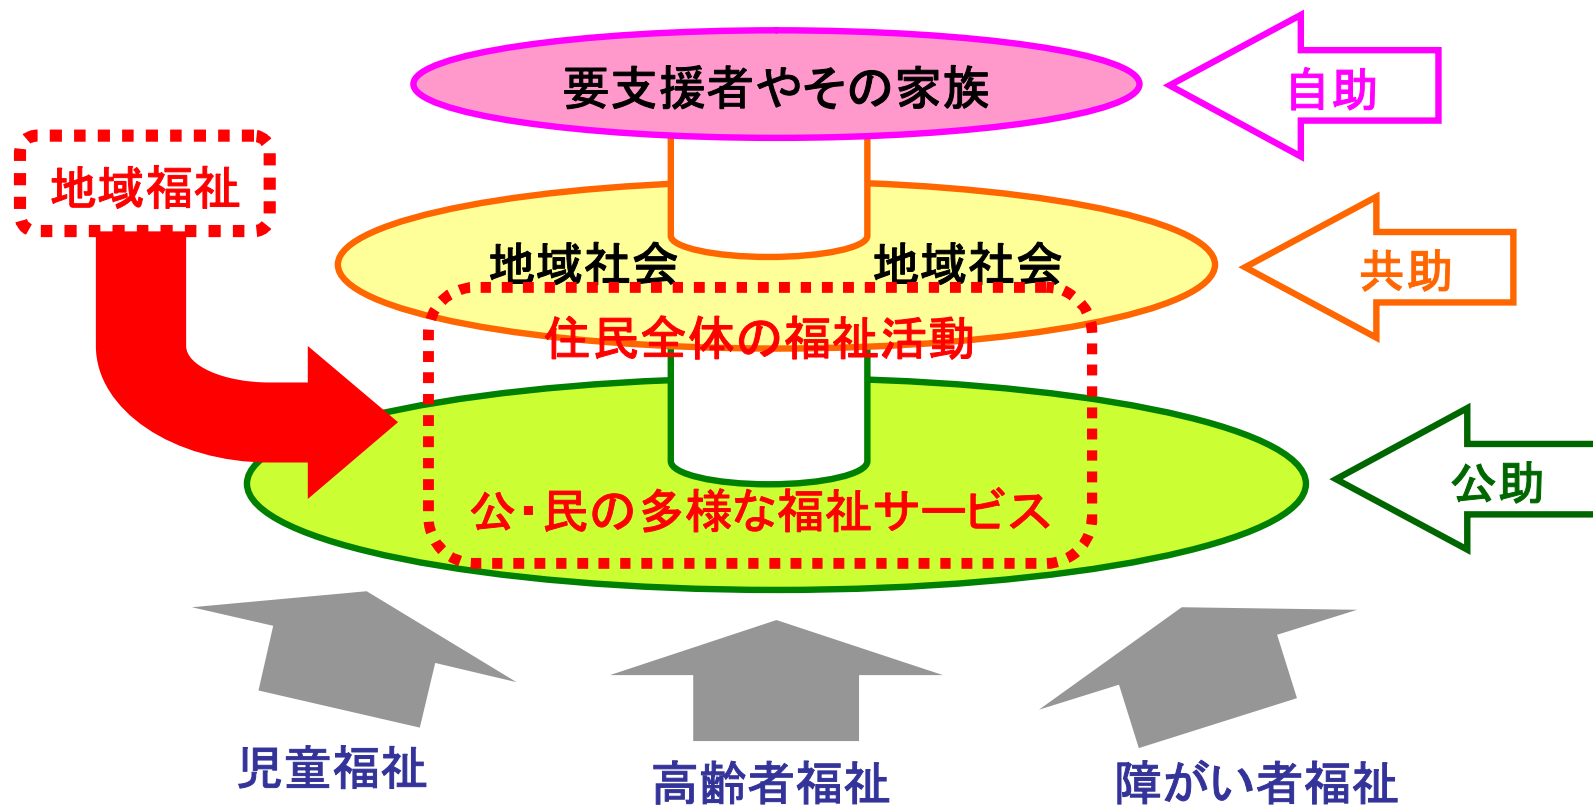 要支援者やその家族
自助
地域福祉
地域社会
地域社会
共助
住民全体の福祉活動
公助
公・民の多様な福祉サービス
児童福祉
高齢者福祉
障がい者福祉